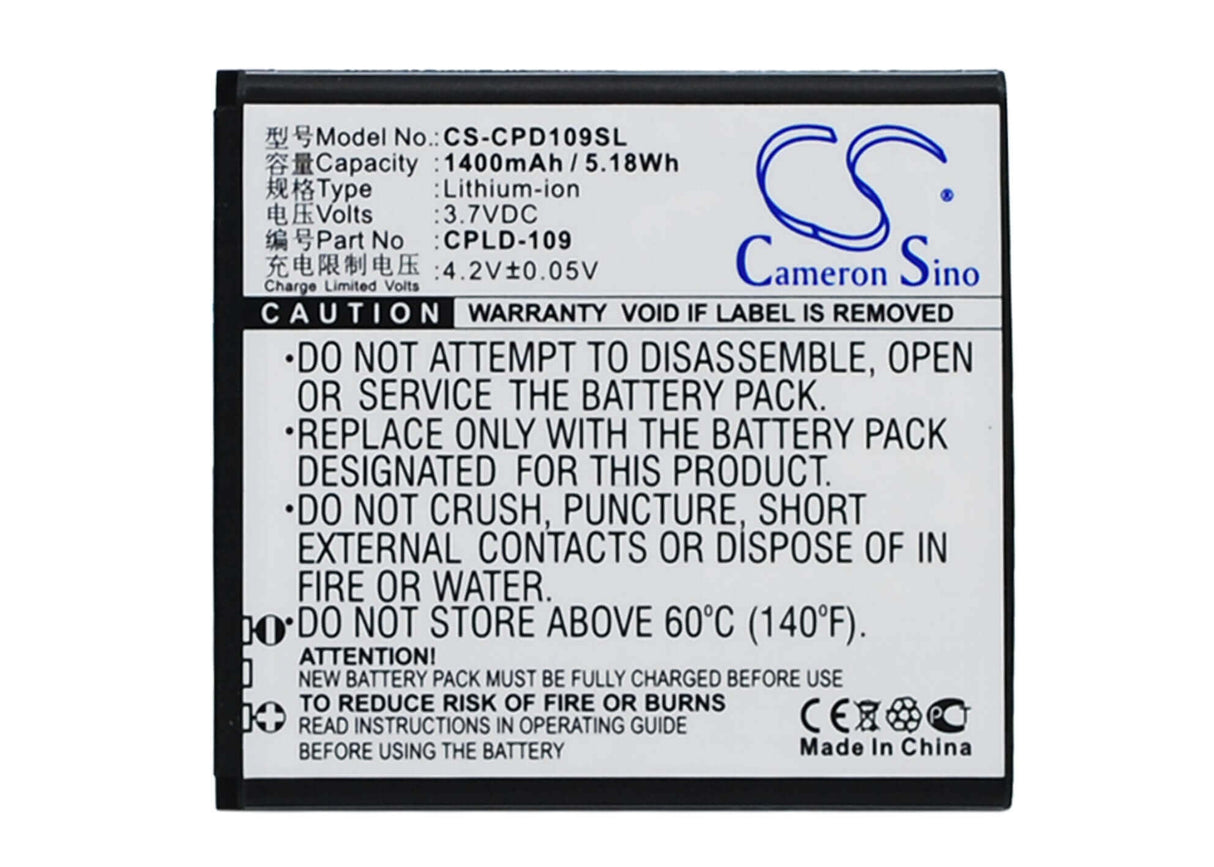 型号Model No.:CS-CPD109SL
容量Capacity :1400mAh / 5.18Wh
规格Type :Lithium-ion
电压Volts :3.7VDC
编号Part No :CPLD-109
充电限制电压 :4.2V±0.05V
Charge Limited Volts
CS ®
Cameron Sino
CAUTION WARRANTY VOID IF LABEL IS REMOVED
•DO NOT ATTEMPT TO DISASSEMBLE, OPEN
OR SERVICE THE BATTERY PACK.
•REPLACE ONLY WITH THE BATTERY PACK
DESIGNATED FOR THIS PRODUCT.
•DO NOT CRUSH, PUNCTURE, SHORT
EXTERNAL CONTACTS OR DISPOSE OF IN
FIRE OR WATER.
•DO NOT STORE ABOVE 60°C (140°F).
ATTENTION!
NEW BATTERY PACK MUST BE FULLY CHARGED BEFORE USE
TO REDUCE RISK OF FIRE OR BURNS
READ INSTRUCTIONS IN OPERATING GUIDE
BEFORE USING THE BATTERY
CE PC
Made In China